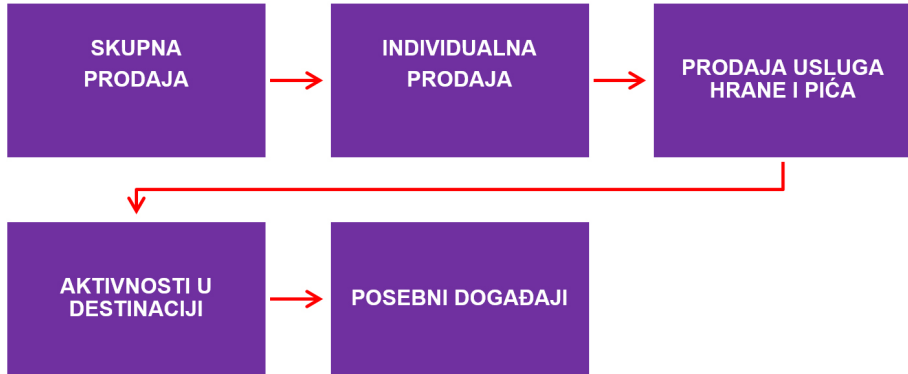 SKUPNA
PRODAJA
INDIVIDUALNA
PRODAJA
PRODAJA USLUGA
HRANE I PIĆA
AKTIVNOSTI U
DESTINACIJI
POSEBNI DOGAĐAJI